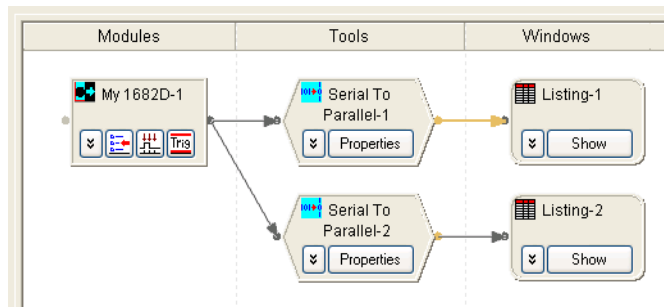 Modules
Tools
Windows
My 1682D-1
Trig
Serial To
Parallel-1
Properties
Listing-1
Show
Serial To
Parallel-2
Properties
Listing-2
Show